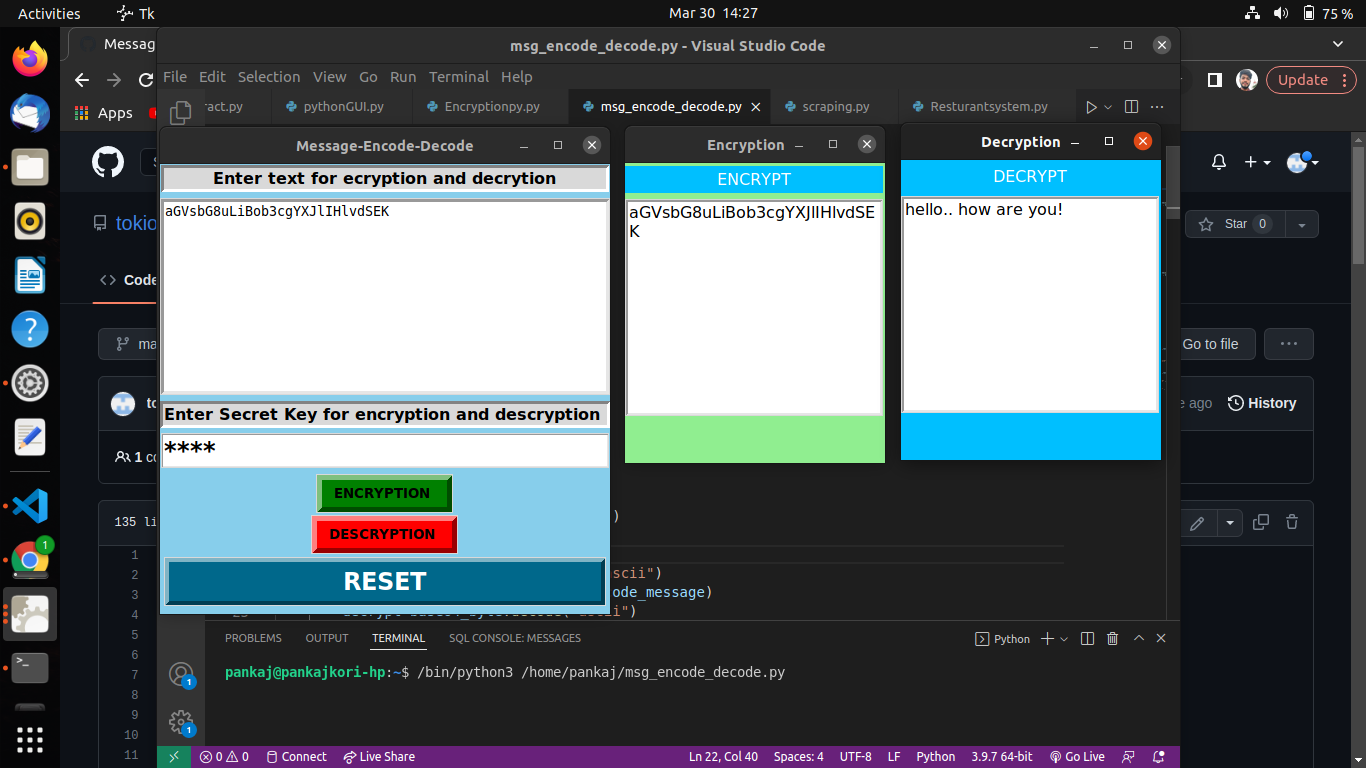 Activities
Tk
Mar 30 14:27
75 %
Messag
msg_encode_decode.py - Visual Studio Code
File Edit Selection View Go Run Terminal Help
Update
Apps
ract.py
pythonGUI.py
Encryptionpy.py
msg_encode_decode.py
scraping.py
Resturantsystem.py
Message-Encode-Decode
Enter text for ecryption and decrytion
aGVsbG8uLiBob3cgYXJlIHlvdSEK
Enter Secret Key for encryption and descryption
****
ENCRYPTION
DESCRYPTION
RESET
Encryption
ENCRYPT
aGVsbG8uLiBob3cgYXJlIHlvdSE
K
Decryption
DECRYPT
hello.. how are you!
tokio
Star 0
Code
ma
Go to file
to
e ago
History
1 co
135 li
1
2
3
4
5
6
7
8
9
10
11
)
scii")
ode_message)
PROBLEMS OUTPUT TERMINAL SQL CONSOLE: MESSAGES
Python
pankaj@pankajkori-hp:~$ /bin/python3 /home/pankaj/msg_encode_decode.py
1
1
1
0 0 Connect Live Share
Ln 22, Col 40 Spaces: 4 UTF-8 LF Python 3.9.7 64-bit Go Live